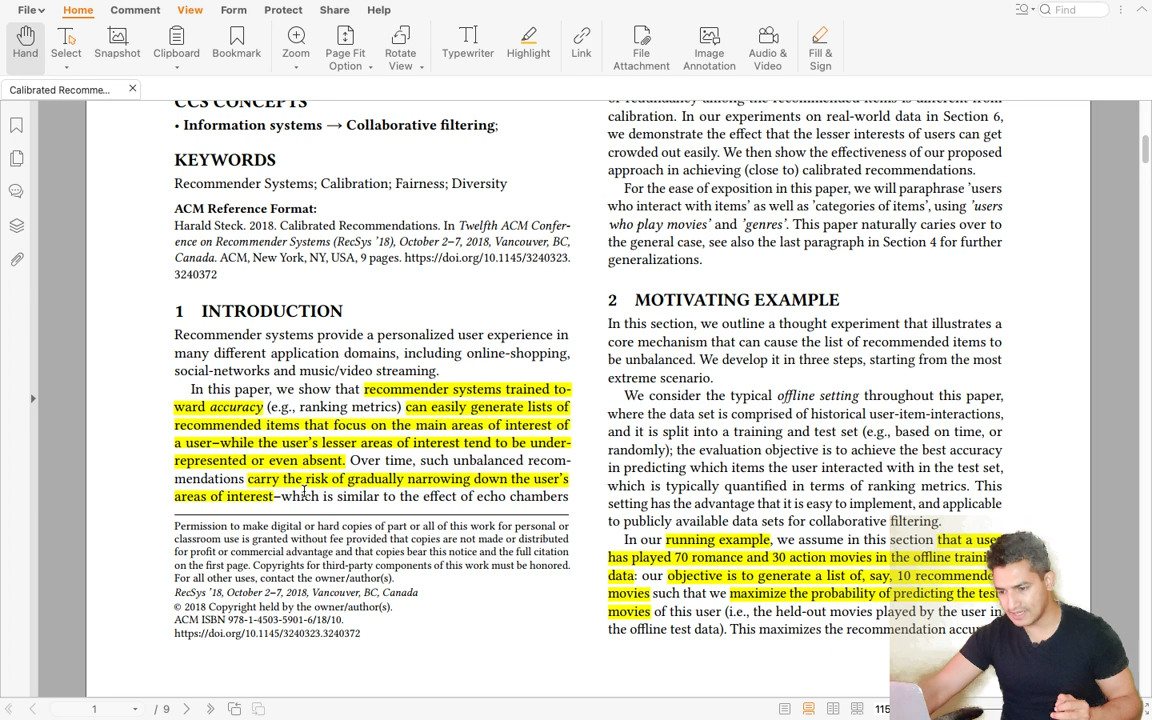 File Home Comment View Form Protect Share Help Find
Hand Select Snapshot Clipboard Bookmark Zoom Page Fit Option Rotate View Typewriter Highlight Link File Attachment Image Annotation Audio & Video Fill & Sign
Calibrated Recomme...
CCS CONCEPTS
• Information systems → Collaborative filtering;
KEYWORDS
Recommender Systems; Calibration; Fairness; Diversity
ACM Reference Format:
Harald Steck. 2018. Calibrated Recommendations. In Twelfth ACM Confer-
ence on Recommender Systems (RecSys '18), October 2–7, 2018, Vancouver, BC,
Canada. ACM, New York, NY, USA, 9 pages. https://doi.org/10.1145/3240323.
3240372
1 INTRODUCTION
Recommender systems provide a personalized user experience in
many different application domains, including online-shopping,
social-networks and music/video streaming.
In this paper, we show that recommender systems trained to-
ward accuracy (e.g., ranking metrics) can easily generate lists of
recommended items that focus on the main areas of interest of
a user–while the user's lesser areas of interest tend to be under-
represented or even absent. Over time, such unbalanced recom-
mendations carry the risk of gradually narrowing down the user's
areas of interest–which is similar to the effect of echo chambers
Permission to make digital or hard copies of part or all of this work for personal or
classroom use is granted without fee provided that copies are not made or distributed
for profit or commercial advantage and that copies bear this notice and the full citation
on the first page. Copyrights for third-party components of this work must be honored.
For all other uses, contact the owner/author(s).
RecSys '18, October 2–7, 2018, Vancouver, BC, Canada
© 2018 Copyright held by the owner/author(s).
ACM ISBN 978-1-4503-5901-6/18/10.
https://doi.org/10.1145/3240323.3240372
of redundancy among the recommended items is different from
calibration. In our experiments on real-world data in Section 6,
we demonstrate the effect that the lesser interests of users can get
crowded out easily. We then show the effectiveness of our proposed
approach in achieving (close to) calibrated recommendations.
For the ease of exposition in this paper, we will paraphrase 'users
who interact with items' as well as 'categories of items', using 'users
who play movies' and 'genres'. This paper naturally carries over to
the general case, see also the last paragraph in Section 4 for further
generalizations.
2 MOTIVATING EXAMPLE
In this section, we outline a thought experiment that illustrates a
core mechanism that can cause the list of recommended items to
be unbalanced. We develop it in three steps, starting from the most
extreme scenario.
We consider the typical offline setting throughout this paper,
where the data set is comprised of historical user-item-interactions,
and it is split into a training and test set (e.g., based on time, or
randomly); the evaluation objective is to achieve the best accuracy
in predicting which items the user interacted with in the test set,
which is typically quantified in terms of ranking metrics. This
setting has the advantage that it is easy to implement, and applicable
to publicly available data sets for collaborative filtering.
In our running example, we assume in this section that a user
has played 70 romance and 30 action movies in the offline
data: our objective is to generate a list of, say, 10
movies such that we maximize the probability of predicting the
movies of this user (i.e., the held-out movies played by the user in
the offline test data). This maximizes the recommendation
1 / 9